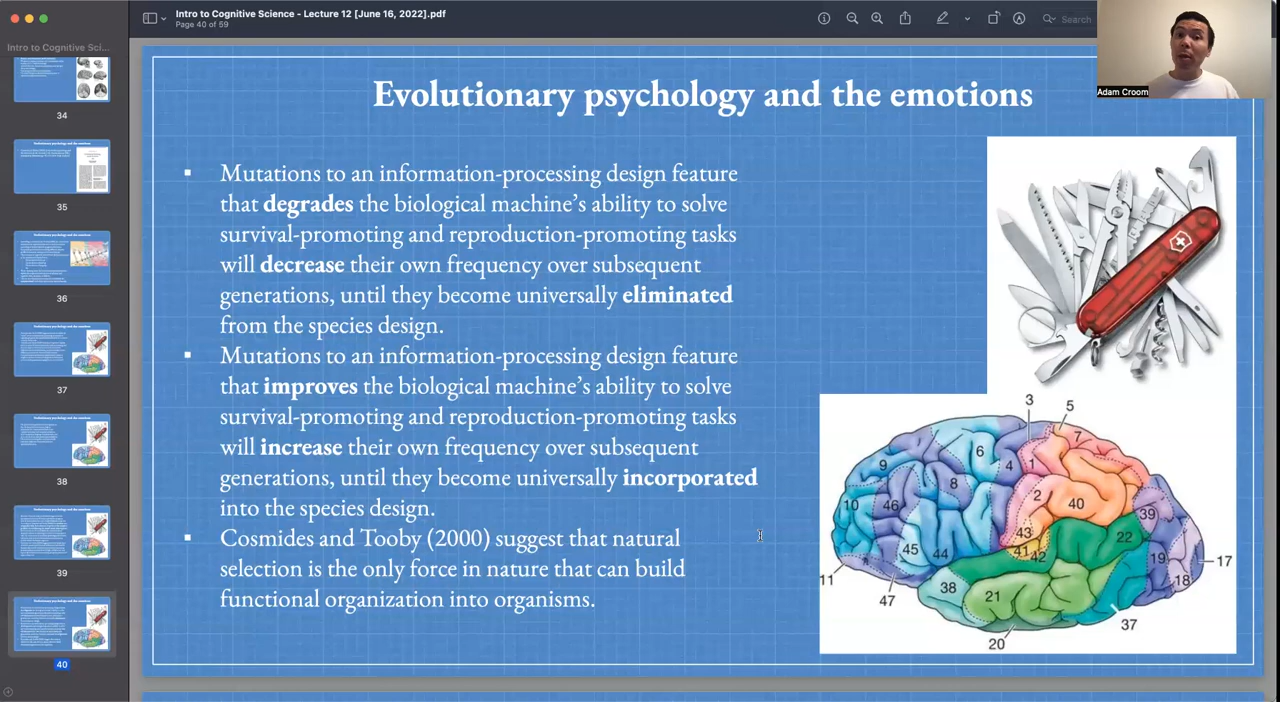 Intro to Cognitive Science - Lecture 12 [June 16, 2022].pdf
Page 40 of 59
Search
Adam Croom
Intro to Cognitive Sci...
34
35
36
37
38
39
40
Evolutionary psychology and the emotions
▪ Mutations to an information-processing design feature
that degrades the biological machine's ability to solve
survival-promoting and reproduction-promoting tasks
will decrease their own frequency over subsequent
generations, until they become universally eliminated
from the species design.
▪ Mutations to an information-processing design feature
that improves the biological machine's ability to solve
survival-promoting and reproduction-promoting tasks
will increase their own frequency over subsequent
generations, until they become universally incorporated
into the species design.
▪ Cosmides and Tooby (2000) suggest that natural
selection is the only force in nature that can build
functional organization into organisms.
3
5
7
6
4
1
9
8
2
40
10
46
39
43
22
41
42
45
44
19
17
11
18
38
47
21
37
20